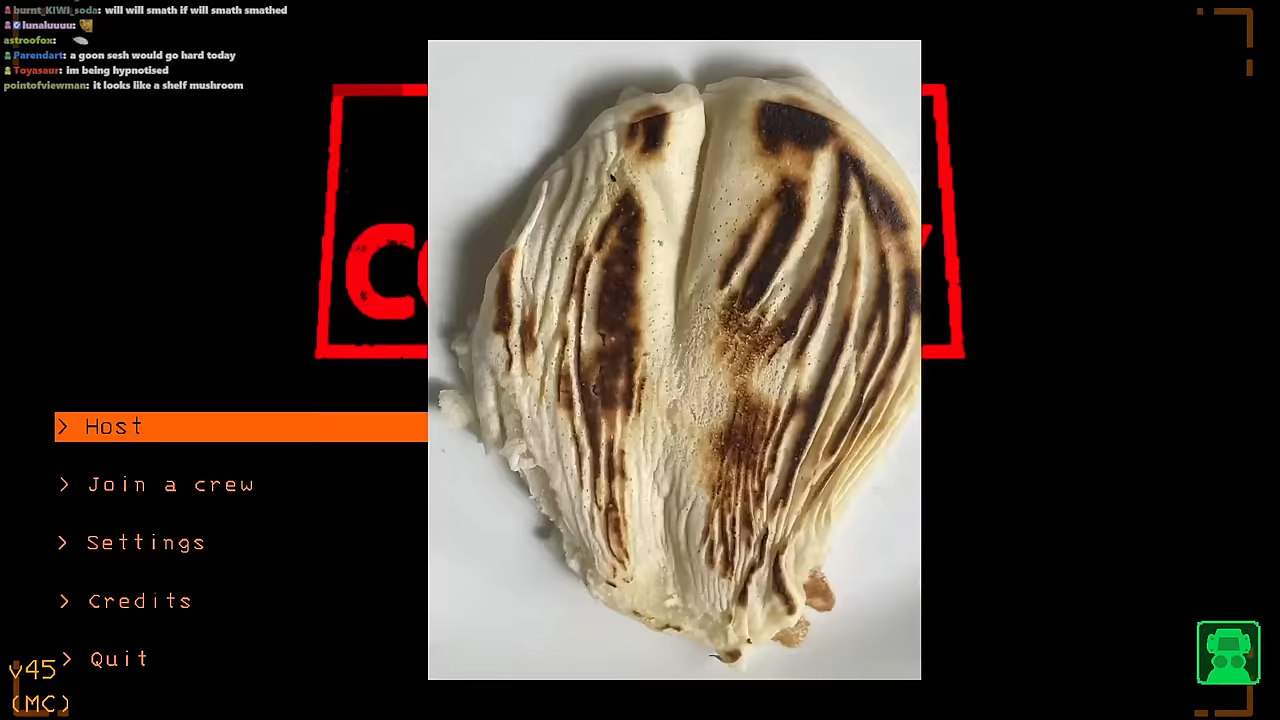 burnt_KIWI_soda: will will smath if will smath smathed
lunaluuuu:
astroofox:
Parendart: a goon sesh would go hard today
Toyasaur: im being hypnotised
pointofviewman: it looks like a shelf mushroom
> Host
> Join a crew
> Settings
> Credits
> Quit
v45
(MC)